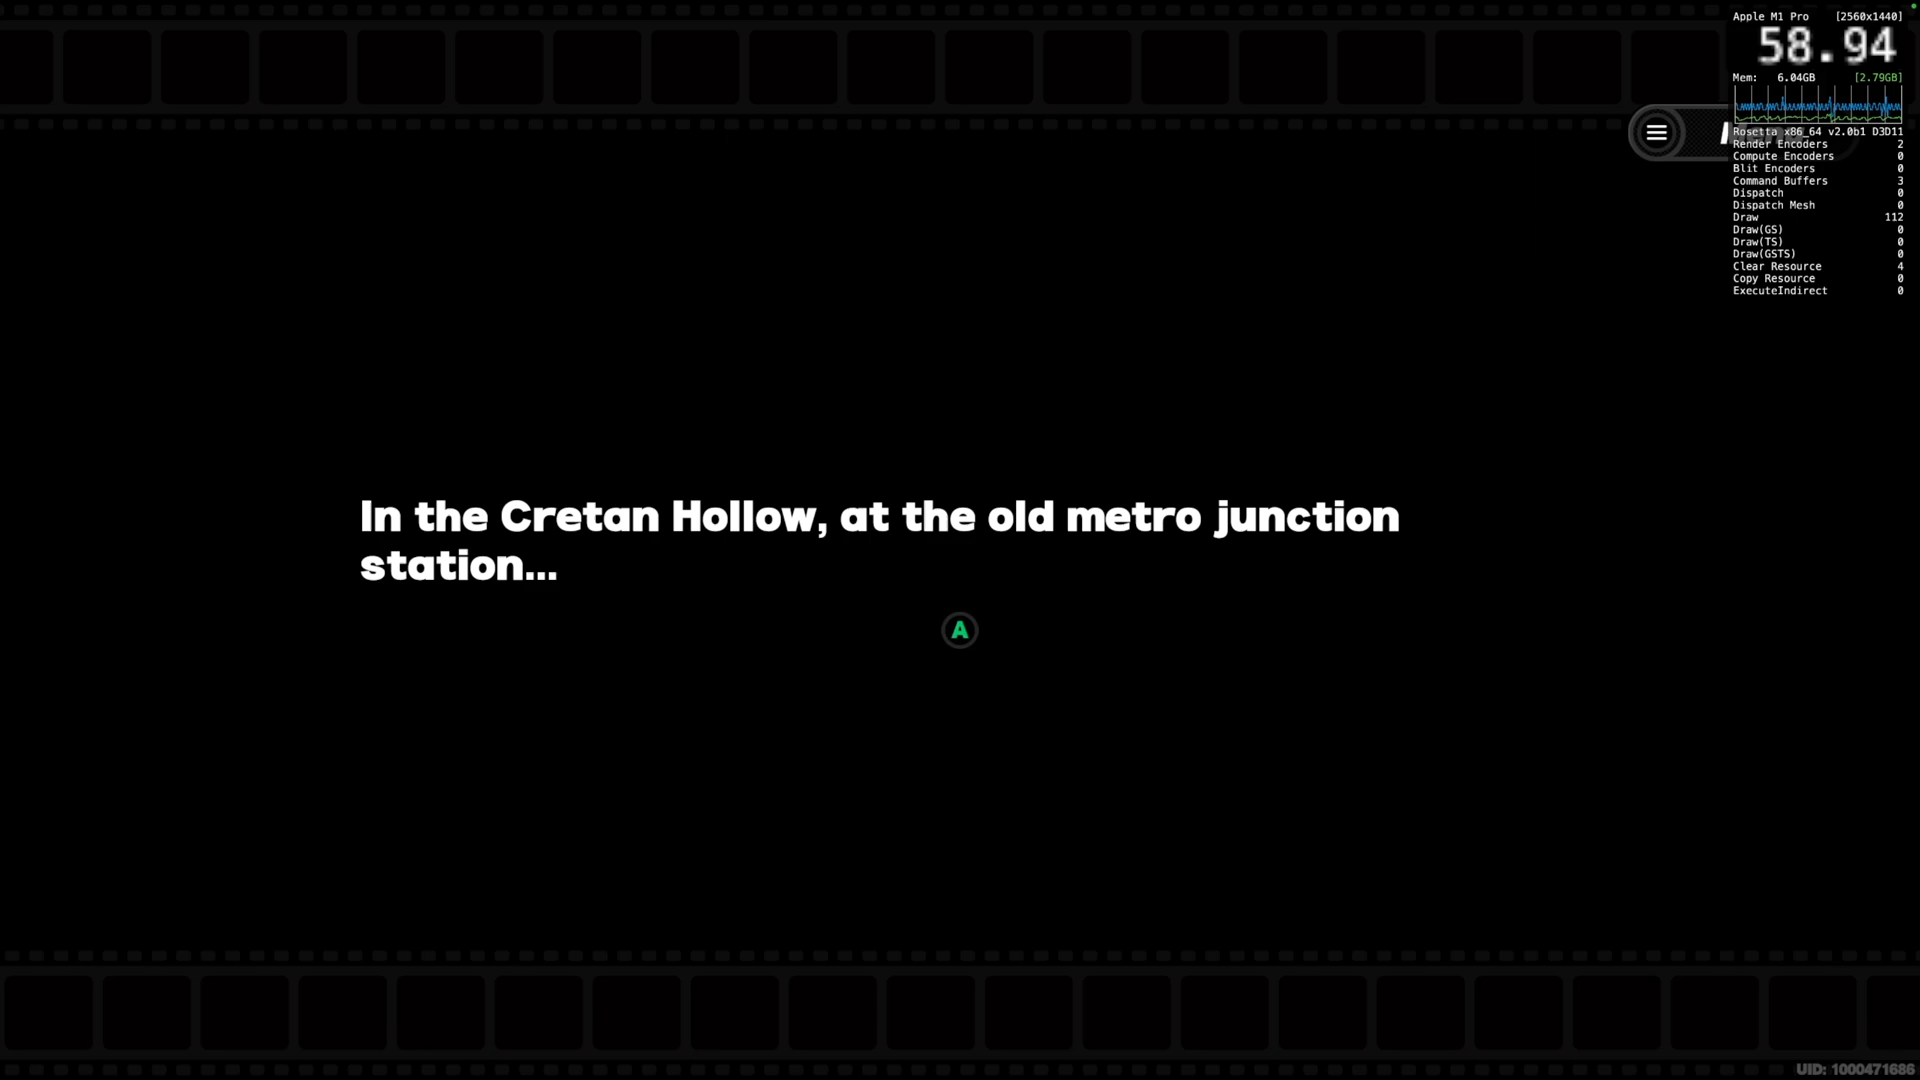 Apple M1 Pro [2560x1440]
58.94
Mem: 6.04GB [2.79GB]
Rosetta x86_64 v2.0b1 D3D11
Render Encoders 2
Compute Encoders 0
Blit Encoders 0
Command Buffers 3
Dispatch 0
Dispatch Mesh 0
Draw 112
Draw(GS) 0
Draw(TS) 0
Draw(GSTS) 0
Clear Resource 4
Copy Resource 0
ExecuteIndirect 0
In the Cretan Hollow, at the old metro junction
station...
A
UID: 1000471686